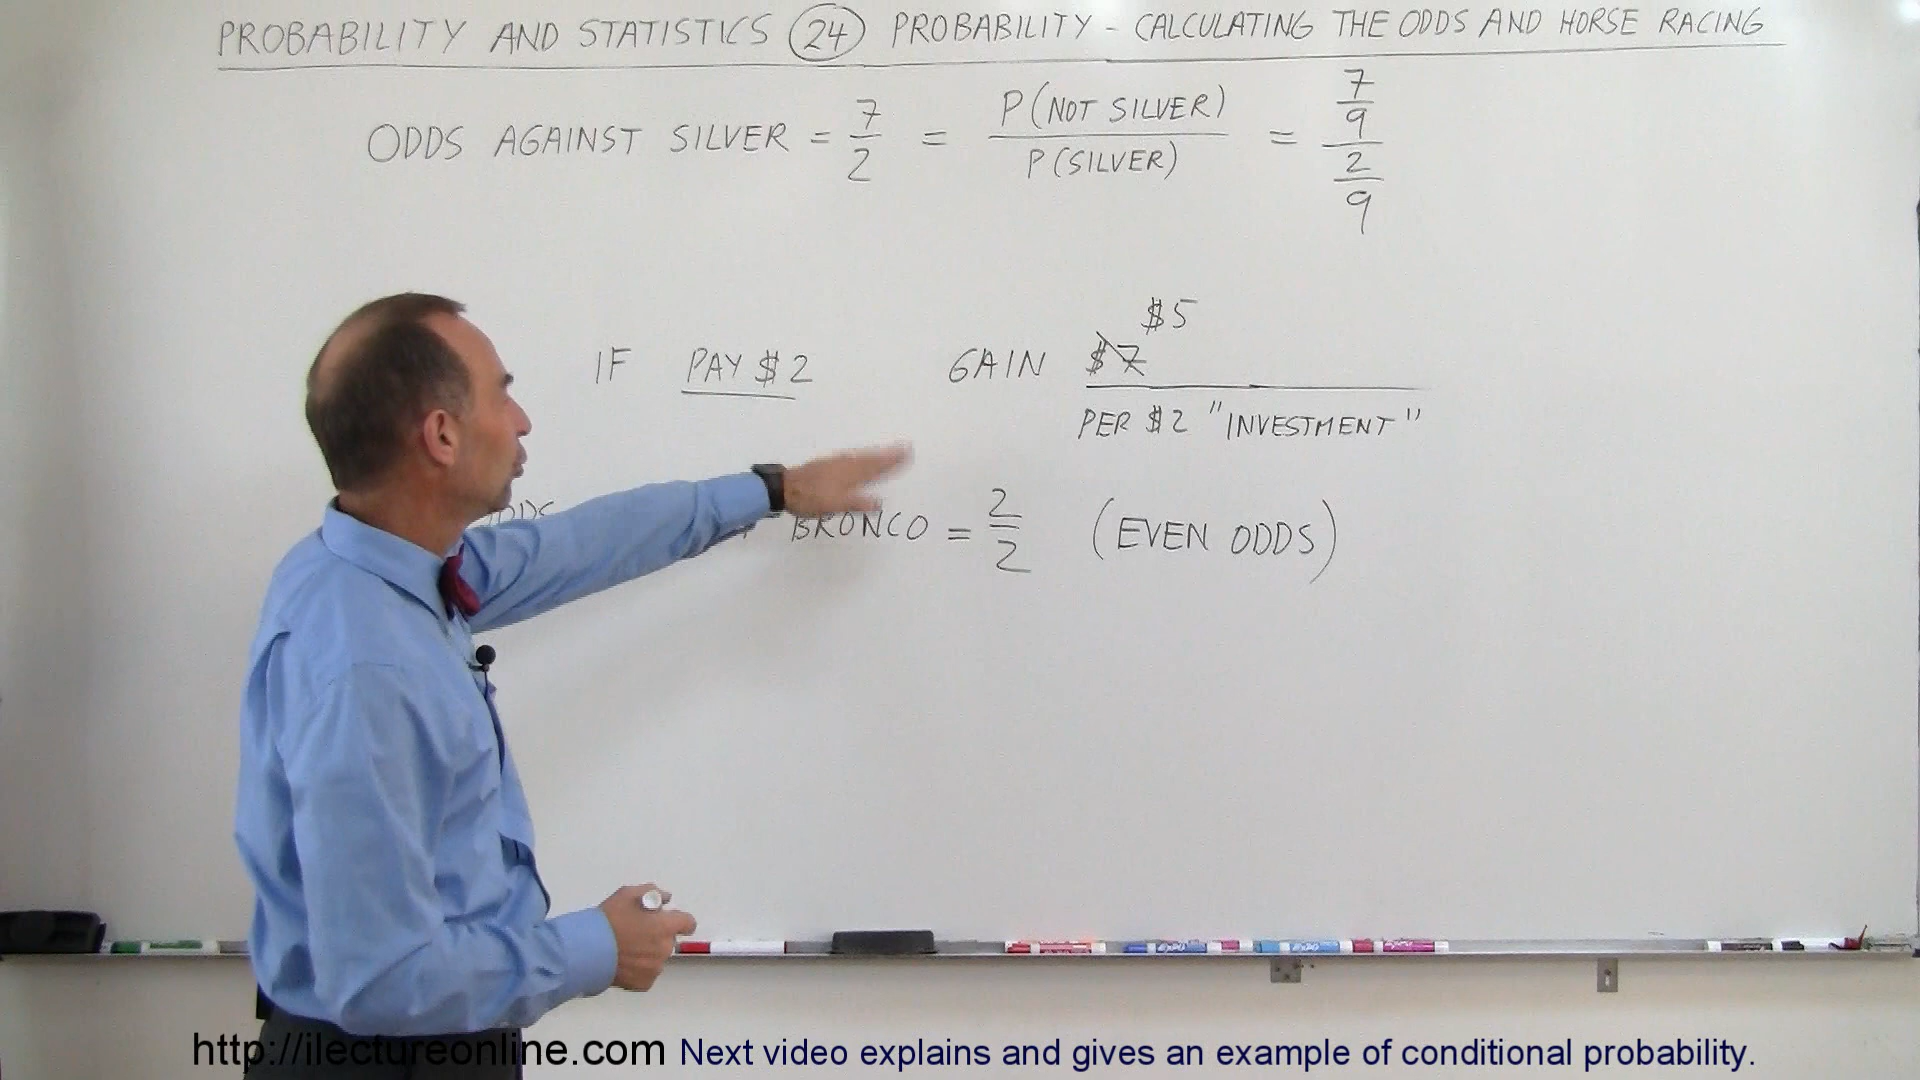 PROBABILITY AND STATISTICS 24 PROBABILITY - CALCULATING THE ODDS AND HORSE RACING
ODDS AGAINST SILVER = 7/2 = P(NOT SILVER)/P(SILVER) = 7/9 / 2/9
$5
IF PAY $2 GAIN $7
PER $2 "INVESTMENT"
ODDS BRONCO = 2/2 (EVEN ODDS)
http://ilectureonline.com Next video explains and gives an example of conditional probability.